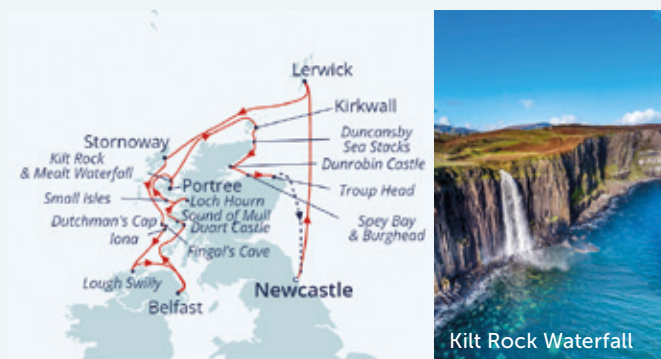 Lerwick
Kirkwall
Stornoway
Duncansby
Sea Stacks
Kilt Rock
& Mealt Waterfall
Dunrobin Castle
Portree
Troup Head
Small Isles
Loch Hourn
Sound of Mull
Dutchman's Cap
Duart Castle
Spey Bay
& Burghead
Iona
Fingal's Cave
Lough Swilly
Newcastle
Belfast
Kilt Rock Waterfall